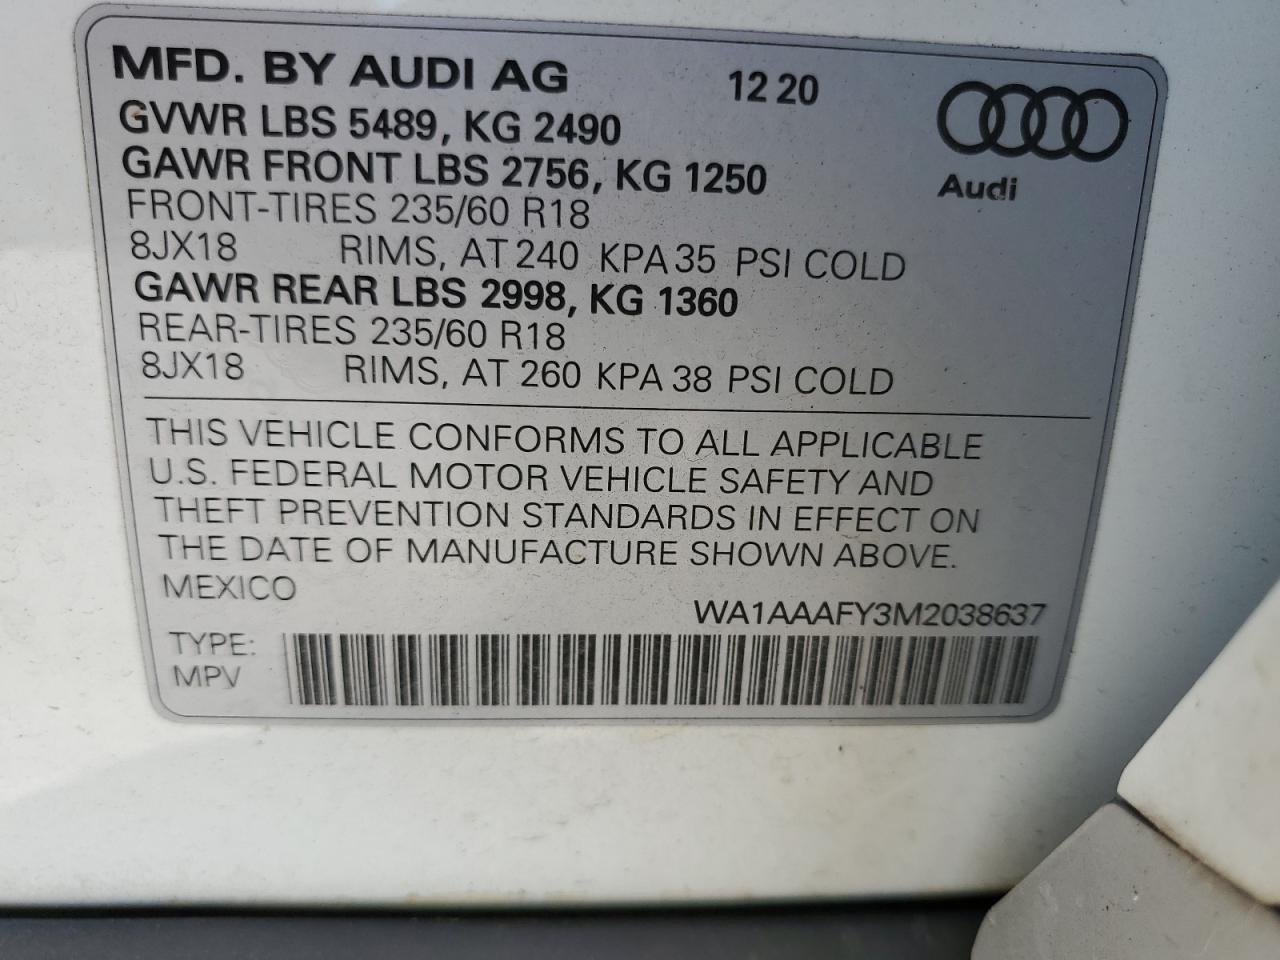 MFD. BY AUDI AG 12 20
GVWR LBS 5489, KG 2490
GAWR FRONT LBS 2756, KG 1250
Audi
FRONT-TIRES 235/60 R18
8JX18 RIMS, AT 240 KPA 35 PSI COLD
GAWR REAR LBS 2998, KG 1360
REAR-TIRES 235/60 R18
8JX18 RIMS, AT 260 KPA 38 PSI COLD
THIS VEHICLE CONFORMS TO ALL APPLICABLE
U.S. FEDERAL MOTOR VEHICLE SAFETY AND
THEFT PREVENTION STANDARDS IN EFFECT ON
THE DATE OF MANUFACTURE SHOWN ABOVE.
MEXICO
WA1AAAFY3M2038637
TYPE:
MPV